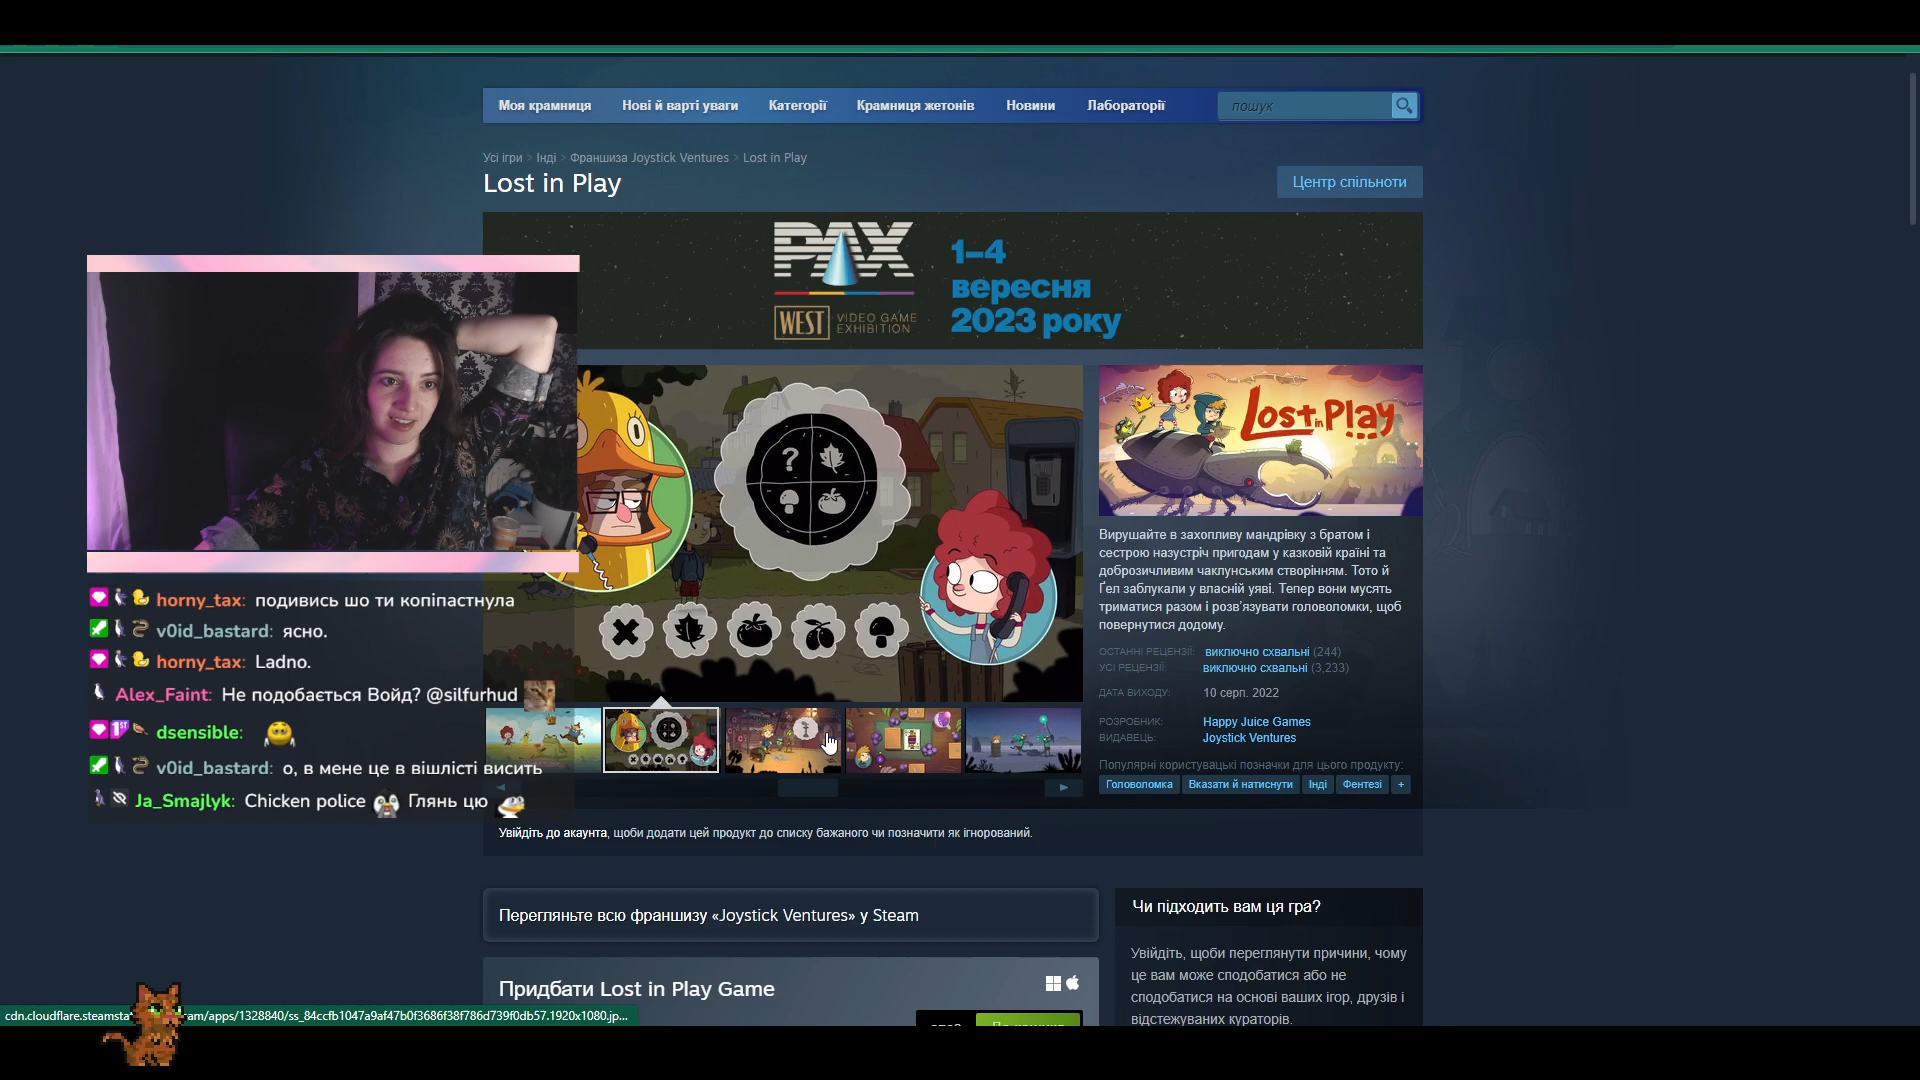 Моя крамниця
Нові й варті уваги
Категорії
Крамниця жетонів
Новини
Лабораторії
пошук
Усі ігри > Інді > Франшиза Joystick Ventures > Lost in Play
Lost in Play
Центр спільноти
PAX
WEST
VIDEO GAME
EXHIBITION
1–4
вересня
2023 року
?
Lost in Play
Вирушайте в захопливу мандрівку з братом і
сестрою назустріч пригодам у казковій країні та
доброзичливим чаклунським створінням. Тото й
Ґел заблукали у власній уяві. Тепер вони мусять
триматися разом і розв’язувати головоломки, щоб
повернутися додому.
ОСТАННІ РЕЦЕНЗІЇ: виключно схвальні (244)
УСІ РЕЦЕНЗІЇ: виключно схвальні (3,233)
ДАТА ВИХОДУ: 10 серп. 2022
РОЗРОБНИК: Happy Juice Games
ВИДАВЕЦЬ: Joystick Ventures
Популярні користувацькі позначки для цього продукту:
Головоломка
Вказати й натиснути
Інді
Фентезі
+
horny_tax: подивись шо ти копіпастнула
v0id_bastard: ясно.
horny_tax: Ladno.
Alex_Faint: Не подобається Войд? @silfurhud
dsensible:
v0id_bastard: о, в мене це в вішлісті висить
Ja_Smajlyk: Chicken police Глянь цю
Увійдіть до акаунта, щоби додати цей продукт до списку бажаного чи позначити як ігнорований.
Перегляньте всю франшизу «Joystick Ventures» у Steam
Придбати Lost in Play Game
Чи підходить вам ця гра?
Увійдіть, щоби переглянути причини, чому
це вам може сподобатися або не
сподобатися на основі ваших ігор, друзів і
відстежуваних кураторів.
cdn.cloudflare.steamsta am/apps/1328840/ss_84ccfb1047a9af47b0f3686f38f786d739f0db57.1920x1080.jp...